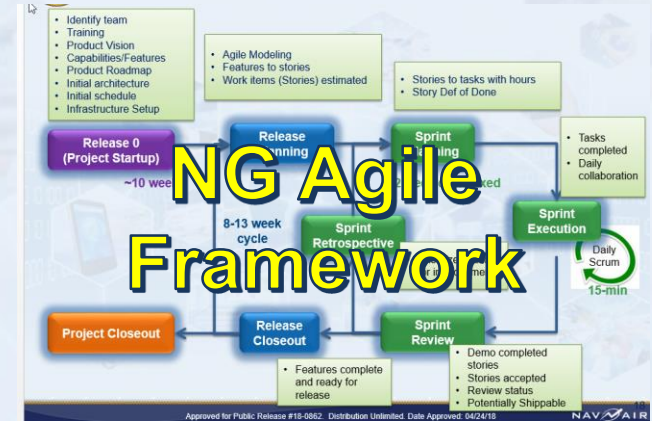 • Identify team
• Training
• Product Vision
• Capabilities/Features
• Product Roadmap
• Initial architecture
• Initial schedule
• Infrastructure Setup
• Agile Modeling
• Features to stories
• Work items (Stories) estimated
• Stories to tasks with hours
• Story Def of Done
Release 0
(Project Startup)
Release
Sprint
• Tasks
completed
• Daily
collaboration
NG Agile
Framework
~10
8-13 week
cycle
Sprint
Retrospective
Sprint
Execution
Daily
Scrum
15-min
Project Closeout
Release
Closeout
Sprint
Review
• Features complete
and ready for
release
• Demo completed
stories
• Stories accepted
• Review status
• Potentially Shippable
Approved for Public Release #18-0862. Distribution Unlimited. Date Approved: 04/24/18
NAVAIR